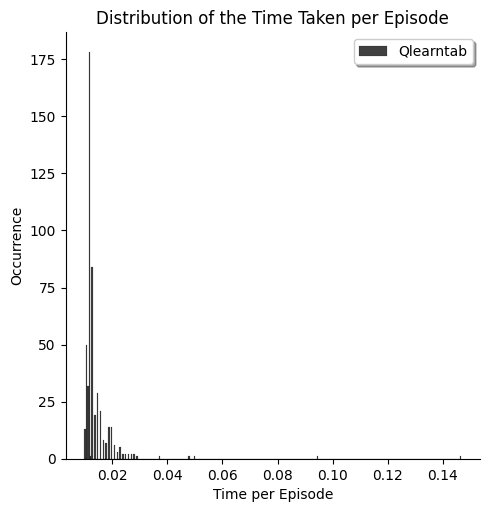 Distribution of the Time Taken per Episode
Qlearntab
175
150
125
100
75
50
25
0
Occurrence
0.02 0.04 0.06 0.08 0.10 0.12 0.14
Time per Episode